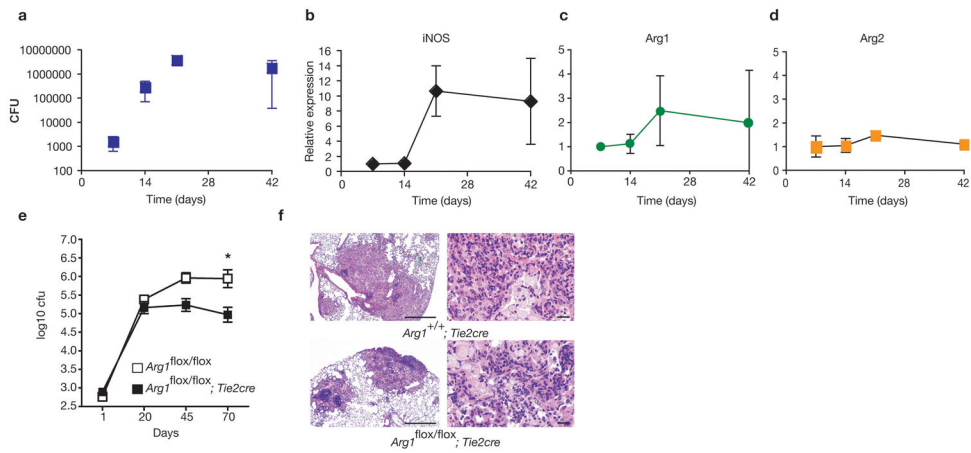 a
10000000
1000000
100000
10000
1000
100
CFU
0
14
28
42
Time (days)
b
iNOS
16
14
12
10
8
6
4
2
0
Relative expression
0
14
28
42
Time (days)
c
Arg1
5
4
3
2
1
0
0
14
28
42
Time (days)
d
Arg2
5
4
3
2
1
0
0
14
28
42
Time (days)
e
7.0
6.5
6.0
5.5
5.0
4.5
4.0
3.5
3.0
2.5
log10 cfu
*
Arg1flox/flox
Arg1flox/flox; Tie2cre
1
20
45
70
Days
f
Arg1+/+; Tie2cre
Arg1flox/flox; Tie2cre